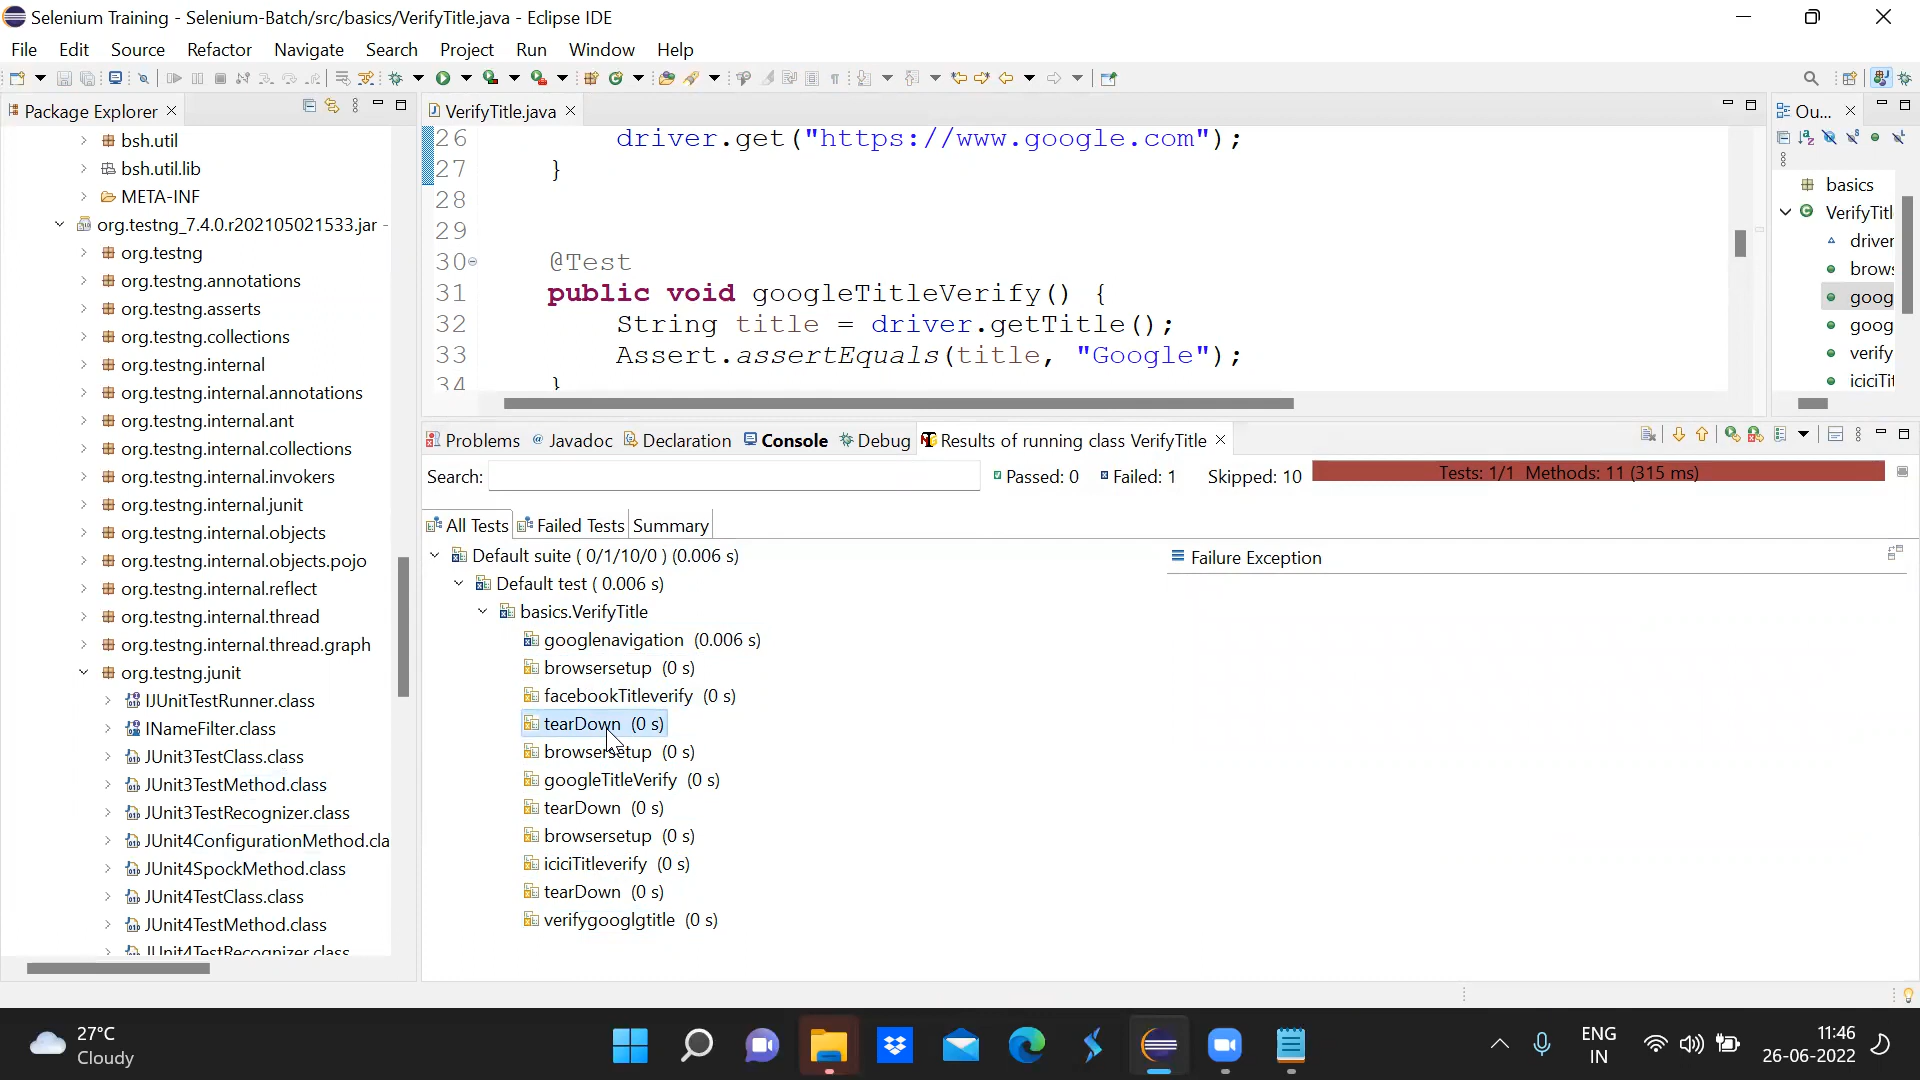 Selenium Training - Selenium-Batch/src/basics/VerifyTitle.java - Eclipse IDE
File Edit Source Refactor Navigate Search Project Run Window Help
Package Explorer
bsh.util
bsh.util.lib
META-INF
org.testng_7.4.0.r202105021533.jar -
org.testng
org.testng.annotations
org.testng.asserts
org.testng.collections
org.testng.internal
org.testng.internal.annotations
org.testng.internal.ant
org.testng.internal.collections
org.testng.internal.invokers
org.testng.internal.junit
org.testng.internal.objects
org.testng.internal.objects.pojo
org.testng.internal.reflect
org.testng.internal.thread
org.testng.internal.thread.graph
org.testng.junit
IJUnitTestRunner.class
INameFilter.class
JUnit3TestClass.class
JUnit3TestMethod.class
JUnit3TestRecognizer.class
JUnit4ConfigurationMethod.cla
JUnit4SpockMethod.class
JUnit4TestClass.class
JUnit4TestMethod.class
JUnit4TestRecognizer.class
VerifyTitle.java
26 driver.get("https://www.google.com");
27 }
28
29
30 @Test
31 public void googleTitleVerify() {
32 String title = driver.getTitle();
33 Assert.assertEquals(title, "Google");
34 }
Ou...
basics
VerifyTitl
driver
brows
goog
goog
verify
iciciTit
Problems @ Javadoc Declaration Console Debug Results of running class VerifyTitle
Search: Passed: 0 Failed: 1 Skipped: 10 Tests: 1/1 Methods: 11 (315 ms)
All Tests Failed Tests Summary
Default suite ( 0/1/10/0 ) (0.006 s)
Default test ( 0.006 s)
basics.VerifyTitle
googlenavigation (0.006 s)
browsersetup (0 s)
facebookTitleverify (0 s)
tearDown (0 s)
browsersetup (0 s)
googleTitleVerify (0 s)
tearDown (0 s)
browsersetup (0 s)
iciciTitleverify (0 s)
tearDown (0 s)
verifygooglgtitle (0 s)
Failure Exception
27°C
Cloudy
ENG
IN
11:46
26-06-2022